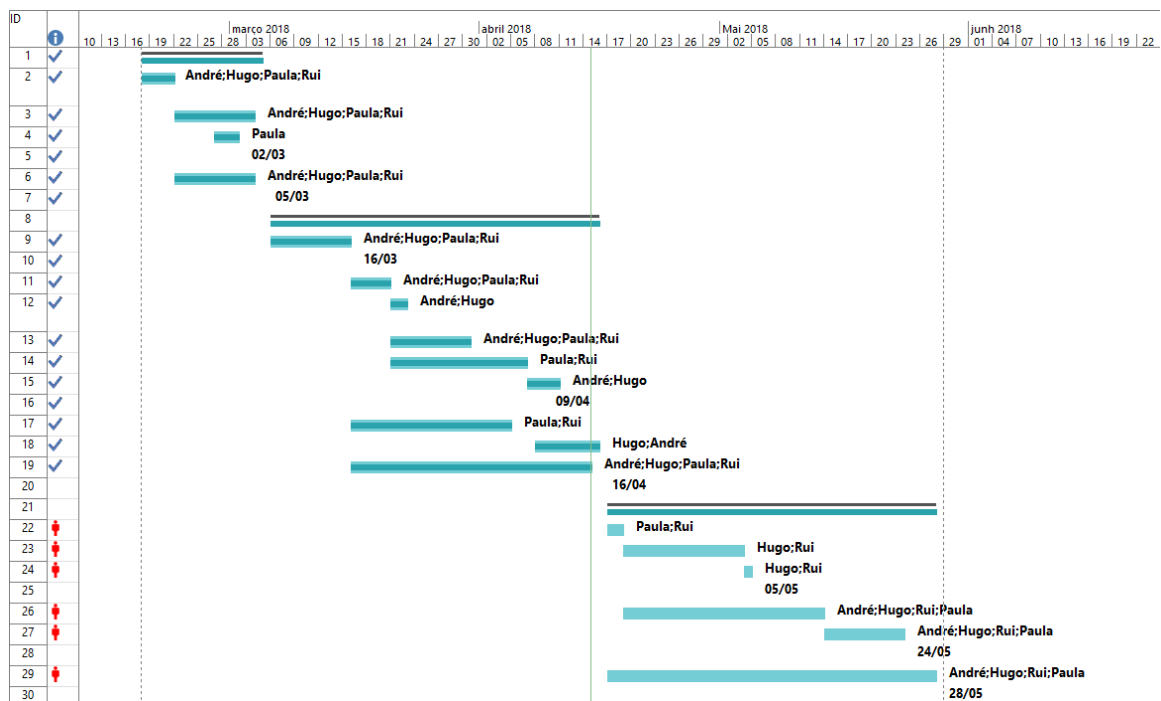 ID
março 2018 abril 2018 Mai 2018 junh 2018
10 13 16 19 22 25 28 03 06 09 12 15 18 21 24 27 30 02 05 08 11 14 17 20 23 26 29 02 05 08 11 14 17 20 23 26 29 01 04 07 10 13 16 19 22
1
2 André;Hugo;Paula;Rui
3 André;Hugo;Paula;Rui
4 Paula
5 02/03
6 André;Hugo;Paula;Rui
7 05/03
8
9 André;Hugo;Paula;Rui
10 16/03
11 André;Hugo;Paula;Rui
12 André;Hugo
13 André;Hugo;Paula;Rui
14 Paula;Rui
15 André;Hugo
16 09/04
17 Paula;Rui
18 Hugo;André
19 André;Hugo;Paula;Rui
20 16/04
21
22 Paula;Rui
23 Hugo;Rui
24 Hugo;Rui
25 05/05
26 André;Hugo;Rui;Paula
27 André;Hugo;Rui;Paula
28 24/05
29 André;Hugo;Rui;Paula
30 28/05